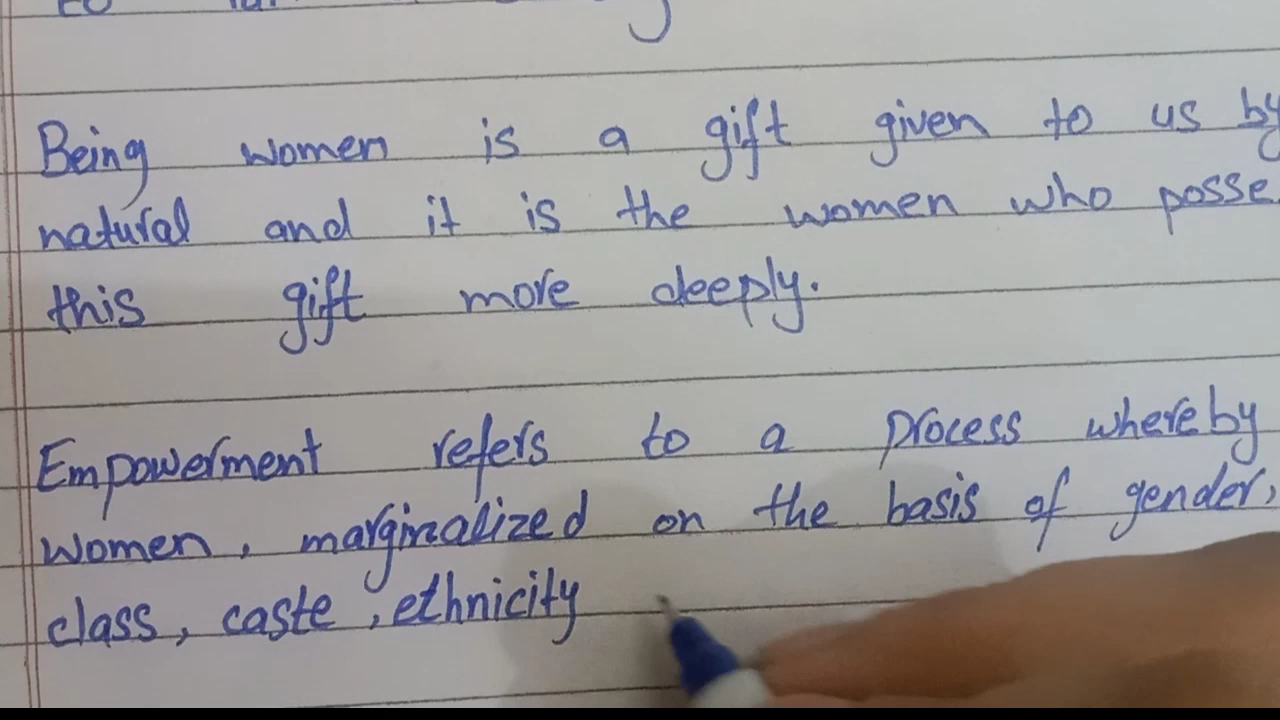 Being women is a gift given to us by
natural and it is the women who posse
this gift more deeply.
Empowerment refers to a process whereby
women, marginzalized on the basis of gender,
class, caste, ethnicity